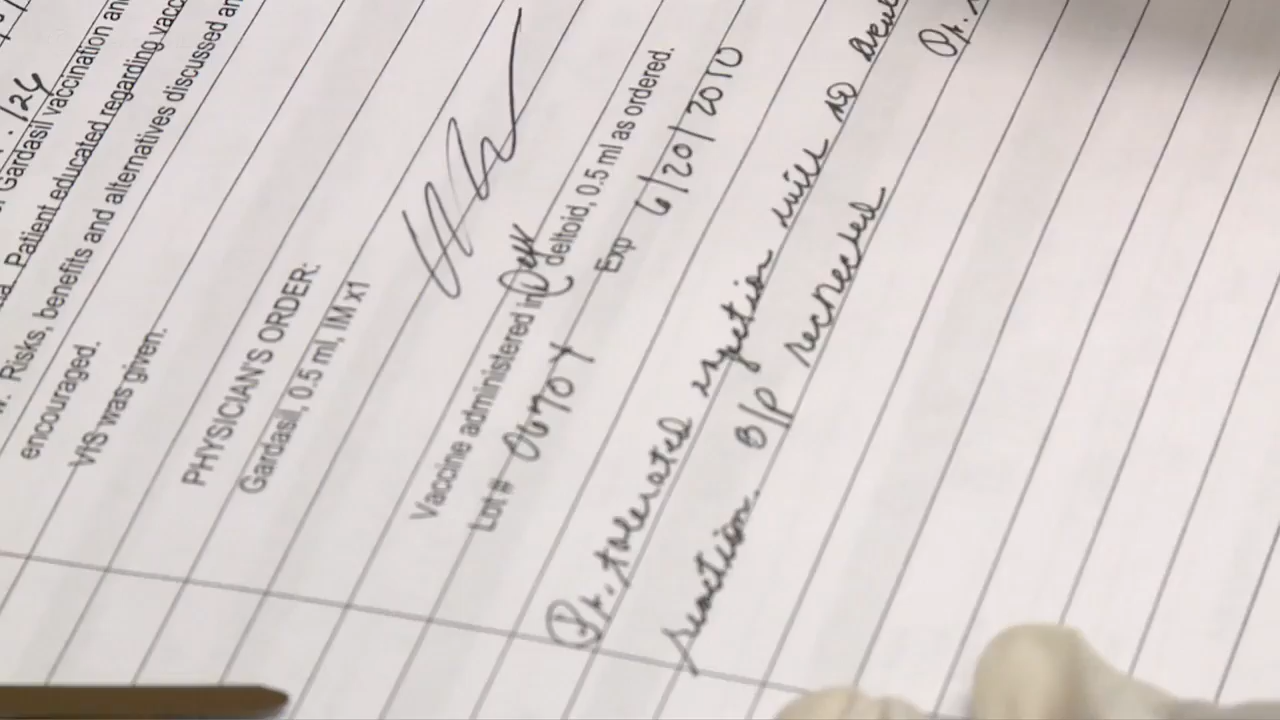 Gardasil vaccination an
Patient educated regarding vacc
Risks, benefits and alternatives discussed an
encouraged.
VIS was given.
PHYSICIAN'S ORDER:
Gardasil, 0.5 ml, IM x1
Vaccine administered in deltoid, 0.5 ml as ordered.
Lot # 0670Y Exp 6/20/2010
Pt. tolerated injection
reaction. B/P rechecked
Pt.